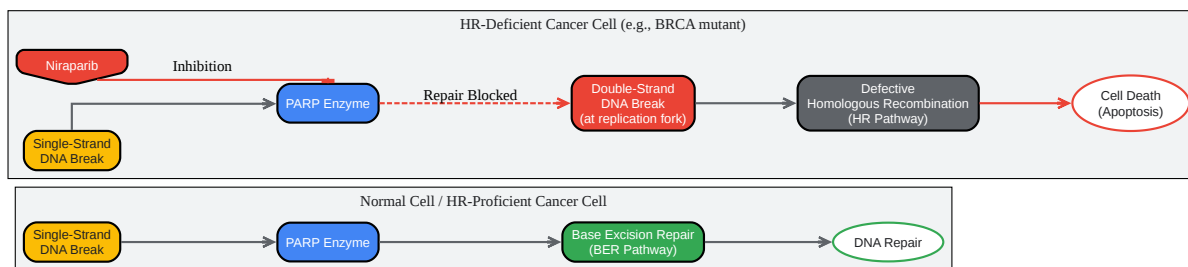 HR-Deficient Cancer Cell (e.g., BRCA mutant)
Niraparib
Inhibition
PARP Enzyme
Repair Blocked
Double-Strand
DNA Break
(at replication fork)
Defective
Homologous Recombination
(HR Pathway)
Cell Death
(Apoptosis)
Single-Strand
DNA Break
Normal Cell / HR-Proficient Cancer Cell
Single-Strand
DNA Break
PARP Enzyme
Base Excision Repair
(BER Pathway)
DNA Repair